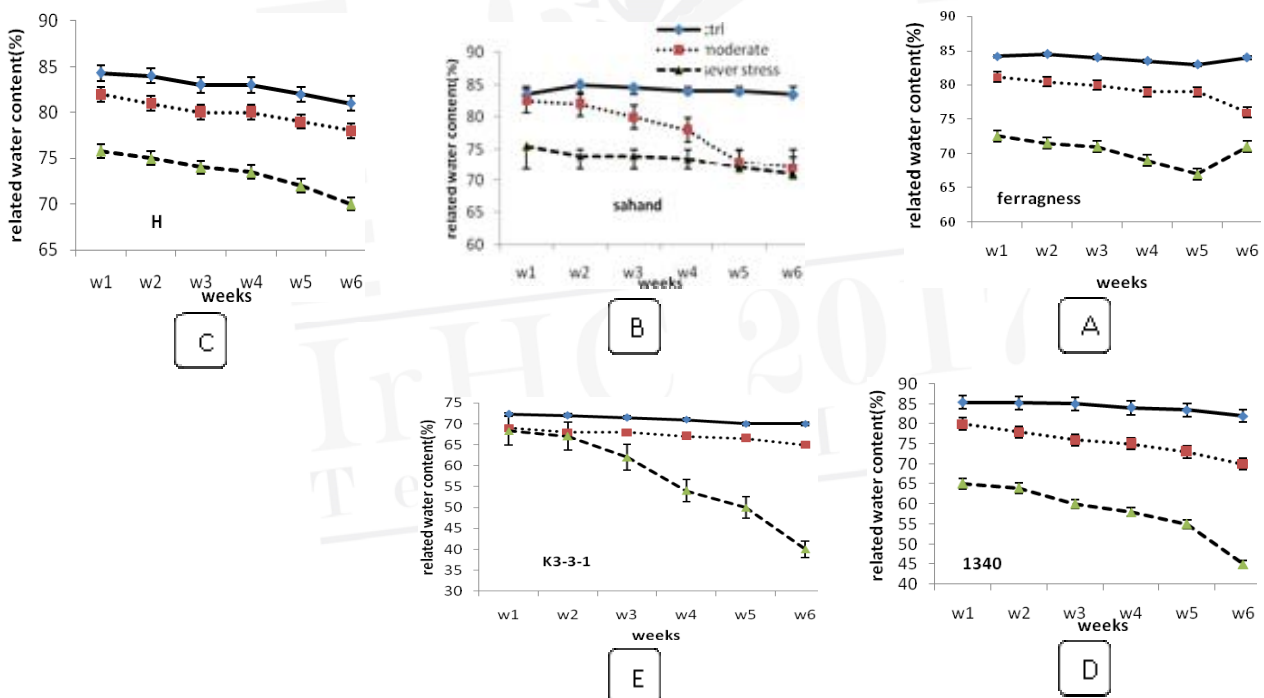 related water content(%)
90
85
80
75
70
65
H
w1 w2 w3 w4 w5 w6
weeks
C
related water content(%)
90
85
80
75
70
65
60
moderate
sever stress
sahand
w1 w2 w3 w4 w5 w6
weeks
B
related water content(%)
90
85
80
75
70
65
60
ferragness
w1 w2 w3 w4 w5 w6
weeks
A
IrHC 2017
related water content(%)
75
70
65
60
55
50
45
40
35
30
K3-3-1
w1 w2 w3 w4 w5 w6
weeks
E
related water content(%)
90
85
80
75
70
65
60
55
50
45
40
1340
w1 w2 w3 w4 w5 w6
weeks
D